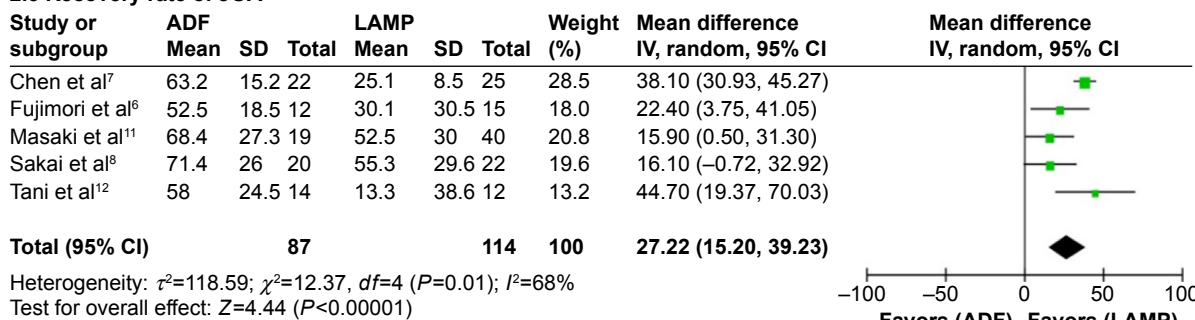 Study or ADF LAMP Weight Mean difference Mean difference
subgroup Mean SD Total Mean SD Total (%) IV, random, 95% CI IV, random, 95% CI
Chen et al⁷ 63.2 15.2 22 25.1 8.5 25 28.5 38.10 (30.93, 45.27)
Fujimori et al⁶ 52.5 18.5 12 30.1 30.5 15 18.0 22.40 (3.75, 41.05)
Masaki et al¹¹ 68.4 27.3 19 52.5 30 40 20.8 15.90 (0.50, 31.30)
Sakai et al⁸ 71.4 26 20 55.3 29.6 22 19.6 16.10 (–0.72, 32.92)
Tani et al¹² 58 24.5 14 13.3 38.6 12 13.2 44.70 (19.37, 70.03)
Total (95% CI) 87 114 100 27.22 (15.20, 39.23)
Heterogeneity: τ²=118.59; χ²=12.37, df=4 (P=0.01); I²=68%
Test for overall effect: Z=4.44 (P<0.00001)
–100 –50 0 50 100
Favors (ADF) Favors (LAMP)